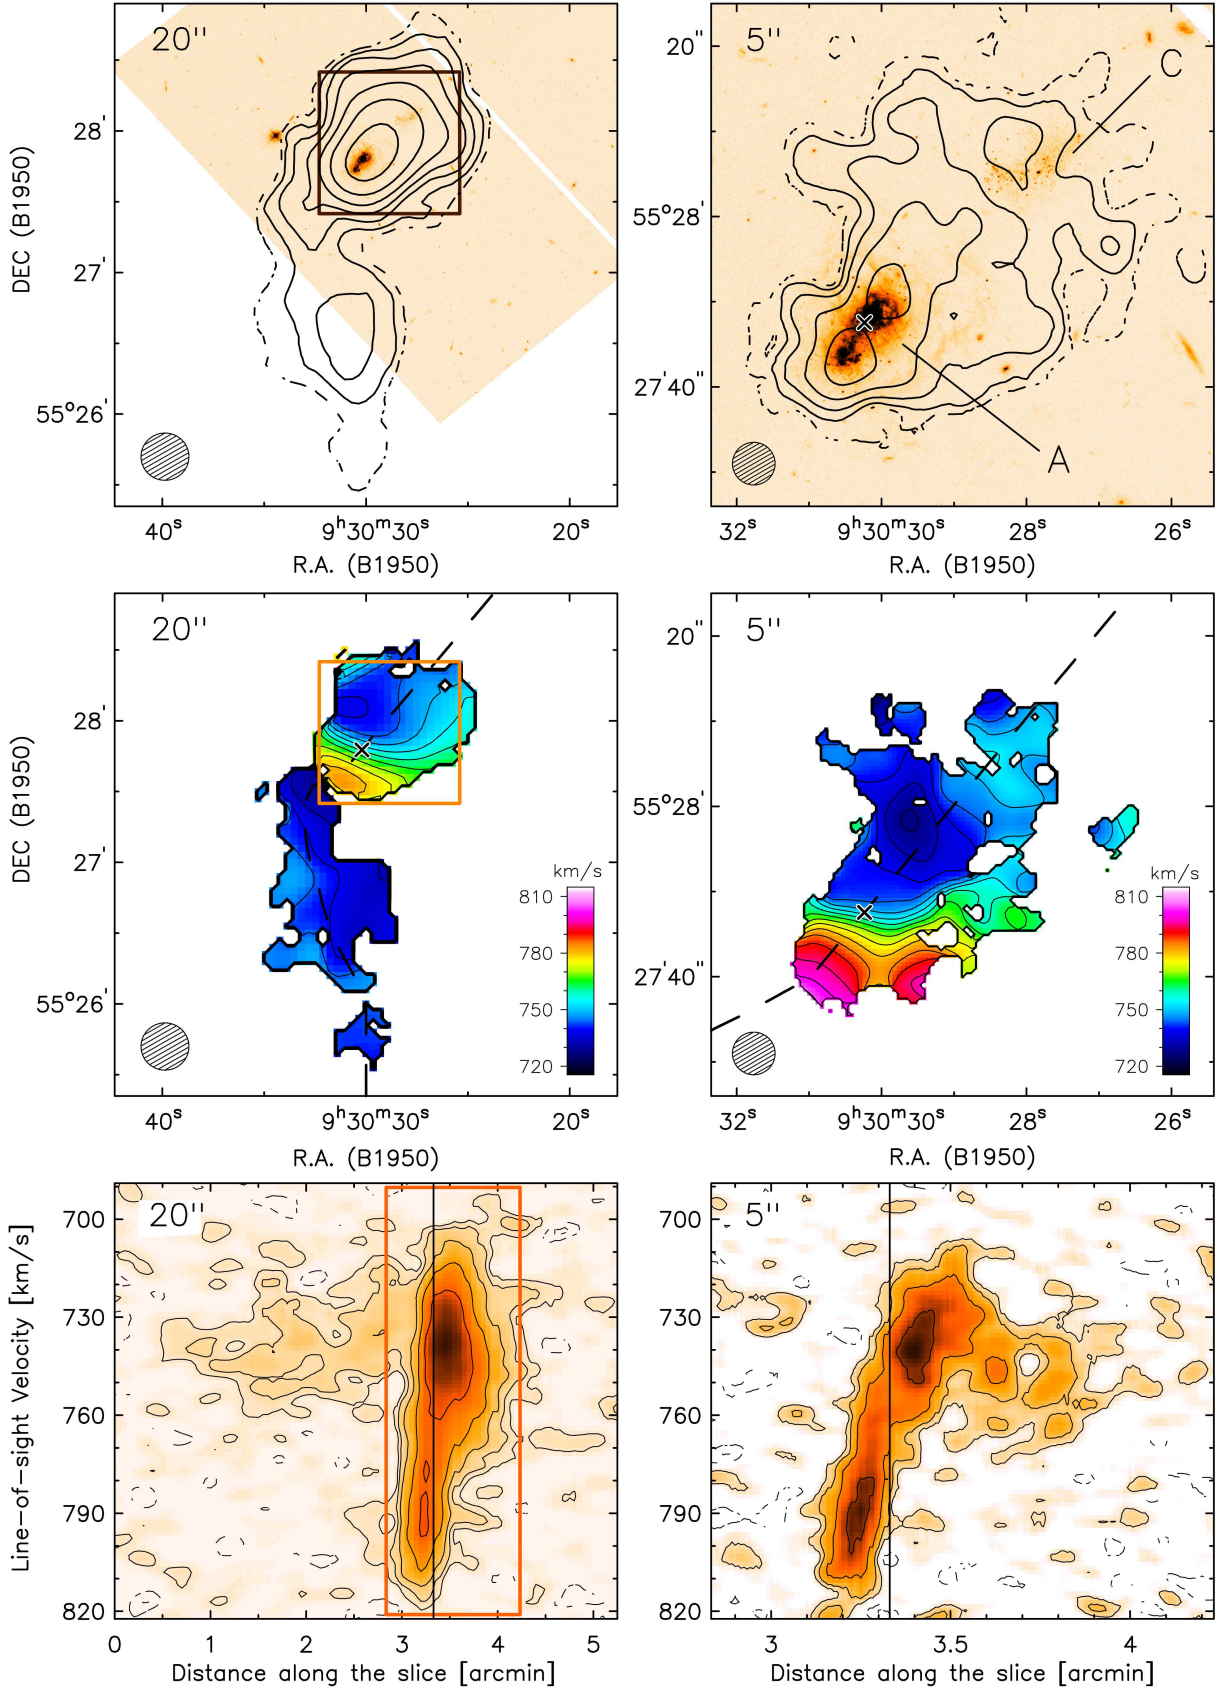 20" 5"
20"
C
28'
DEC (B1950)
55°28'
27'
27'40"
55°26'
A
40ˢ 9ʰ30ᵐ30ˢ 20ˢ
32ˢ 9ʰ30ᵐ30ˢ 28ˢ 26ˢ
R.A. (B1950)
R.A. (B1950)
20" 5"
20"
28'
DEC (B1950)
55°28'
27'
km/s
810
780
750
720
27'40"
km/s
810
780
750
720
55°26'
40ˢ 9ʰ30ᵐ30ˢ 20ˢ
32ˢ 9ʰ30ᵐ30ˢ 28ˢ 26ˢ
R.A. (B1950)
R.A. (B1950)
20" 5"
Line-of-sight Velocity [km/s]
700
730
760
790
820
700
730
760
790
820
0 1 2 3 4 5
3 3.5 4
Distance along the slice [arcmin]
Distance along the slice [arcmin]